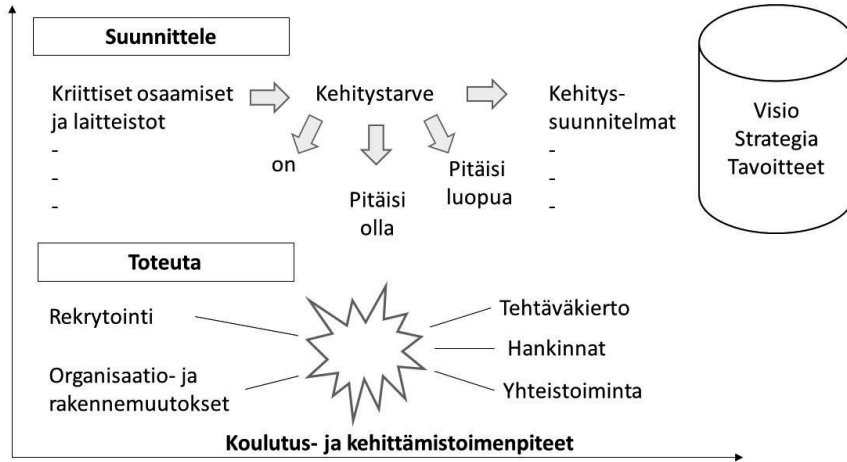 Suunnittele
Kriittiset osaamiset
ja laitteistot
-
-
-
Kehitystarve
on
Pitäisi
olla
Pitäisi
luopua
Kehitys-
suunnitelmat
-
-
-
Visio
Strategia
Tavoitteet
Toteuta
Rekrytointi
Organisaatio- ja
rakennemuutokset
Tehtäväkierto
Hankinnat
Yhteistoiminta
Koulutus- ja kehittämistoimenpiteet